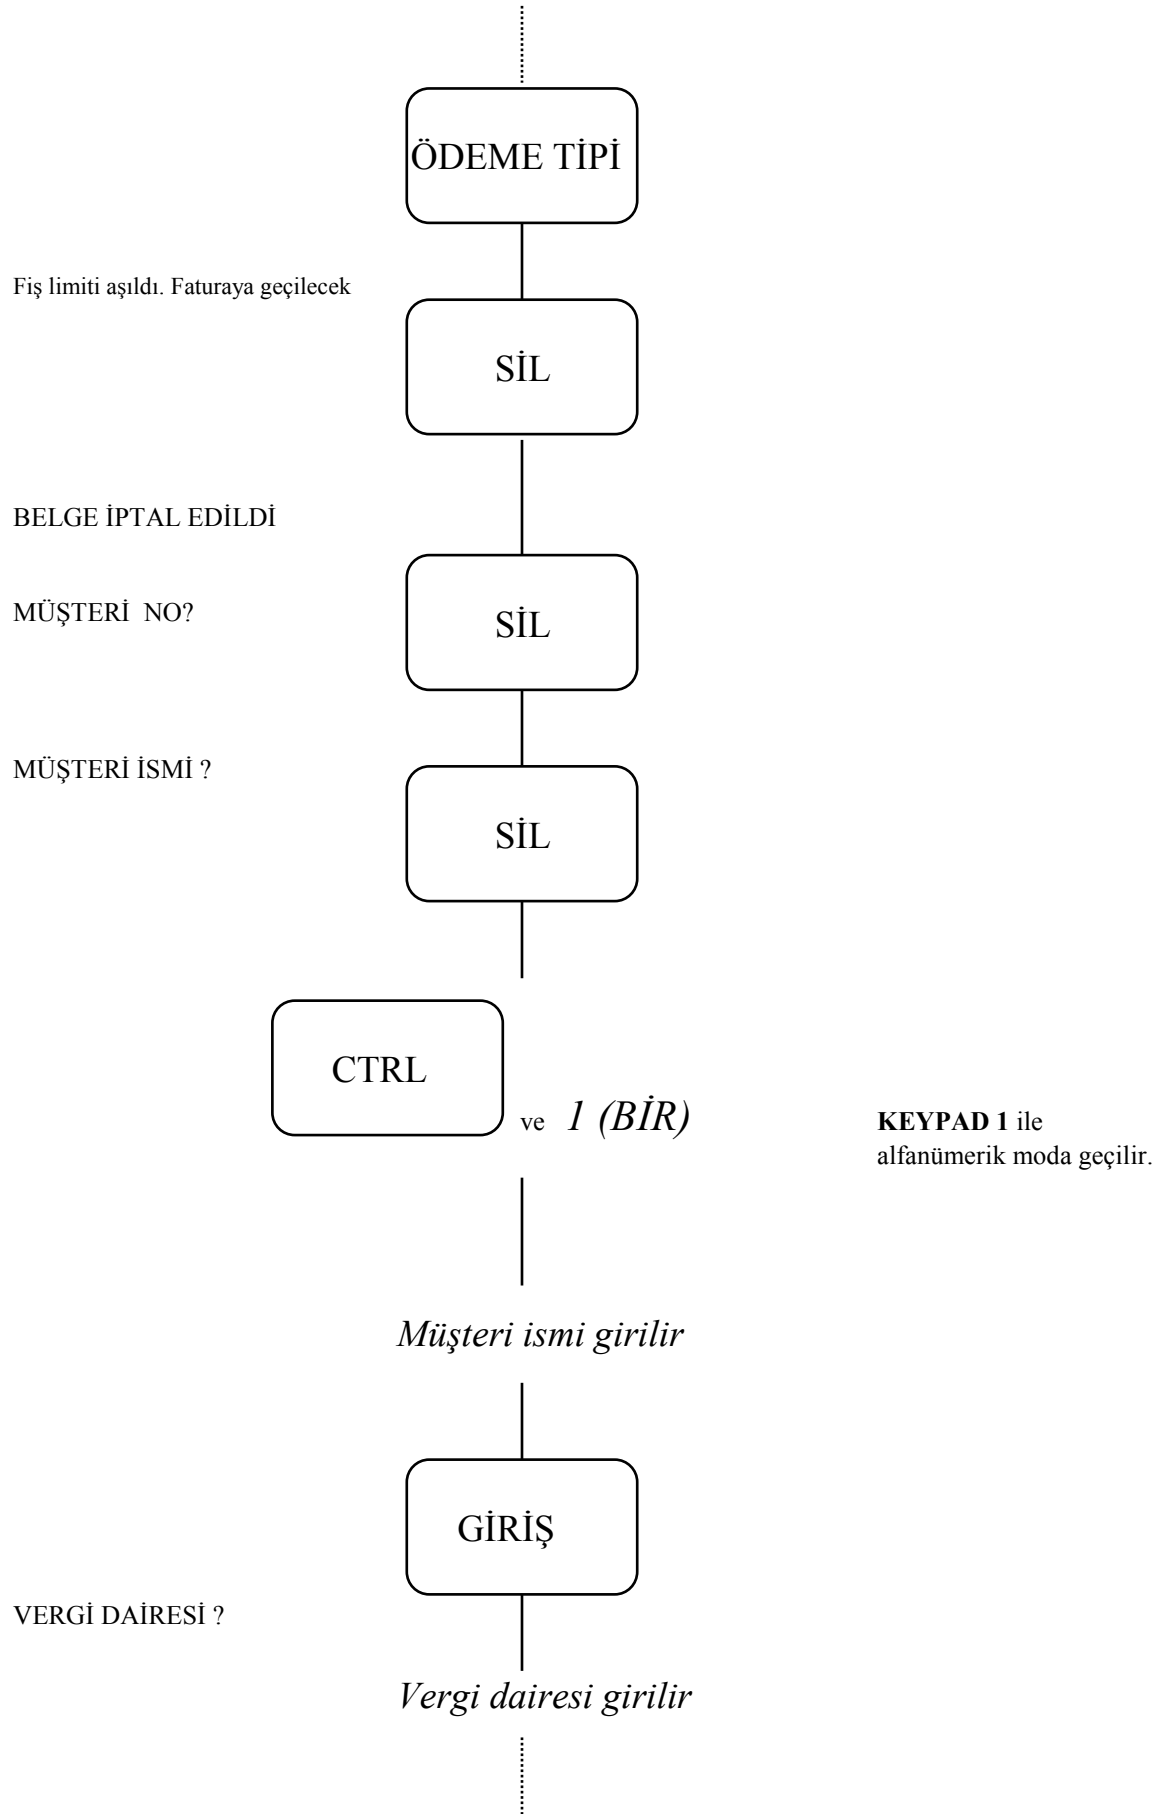 ÖDEME TİPİ
Fiş limiti aşıldı. Faturaya geçilecek
SİL
BELGE İPTAL EDİLDİ
MÜŞTERİ  NO?
SİL
MÜŞTERİ İSMİ ?
SİL
CTRL
ve 1 (BİR)
KEYPAD 1 ile
alfanümerik moda geçilir.
Müşteri ismi girilir
GİRİŞ
VERGİ DAİRESİ ?
Vergi dairesi girilir